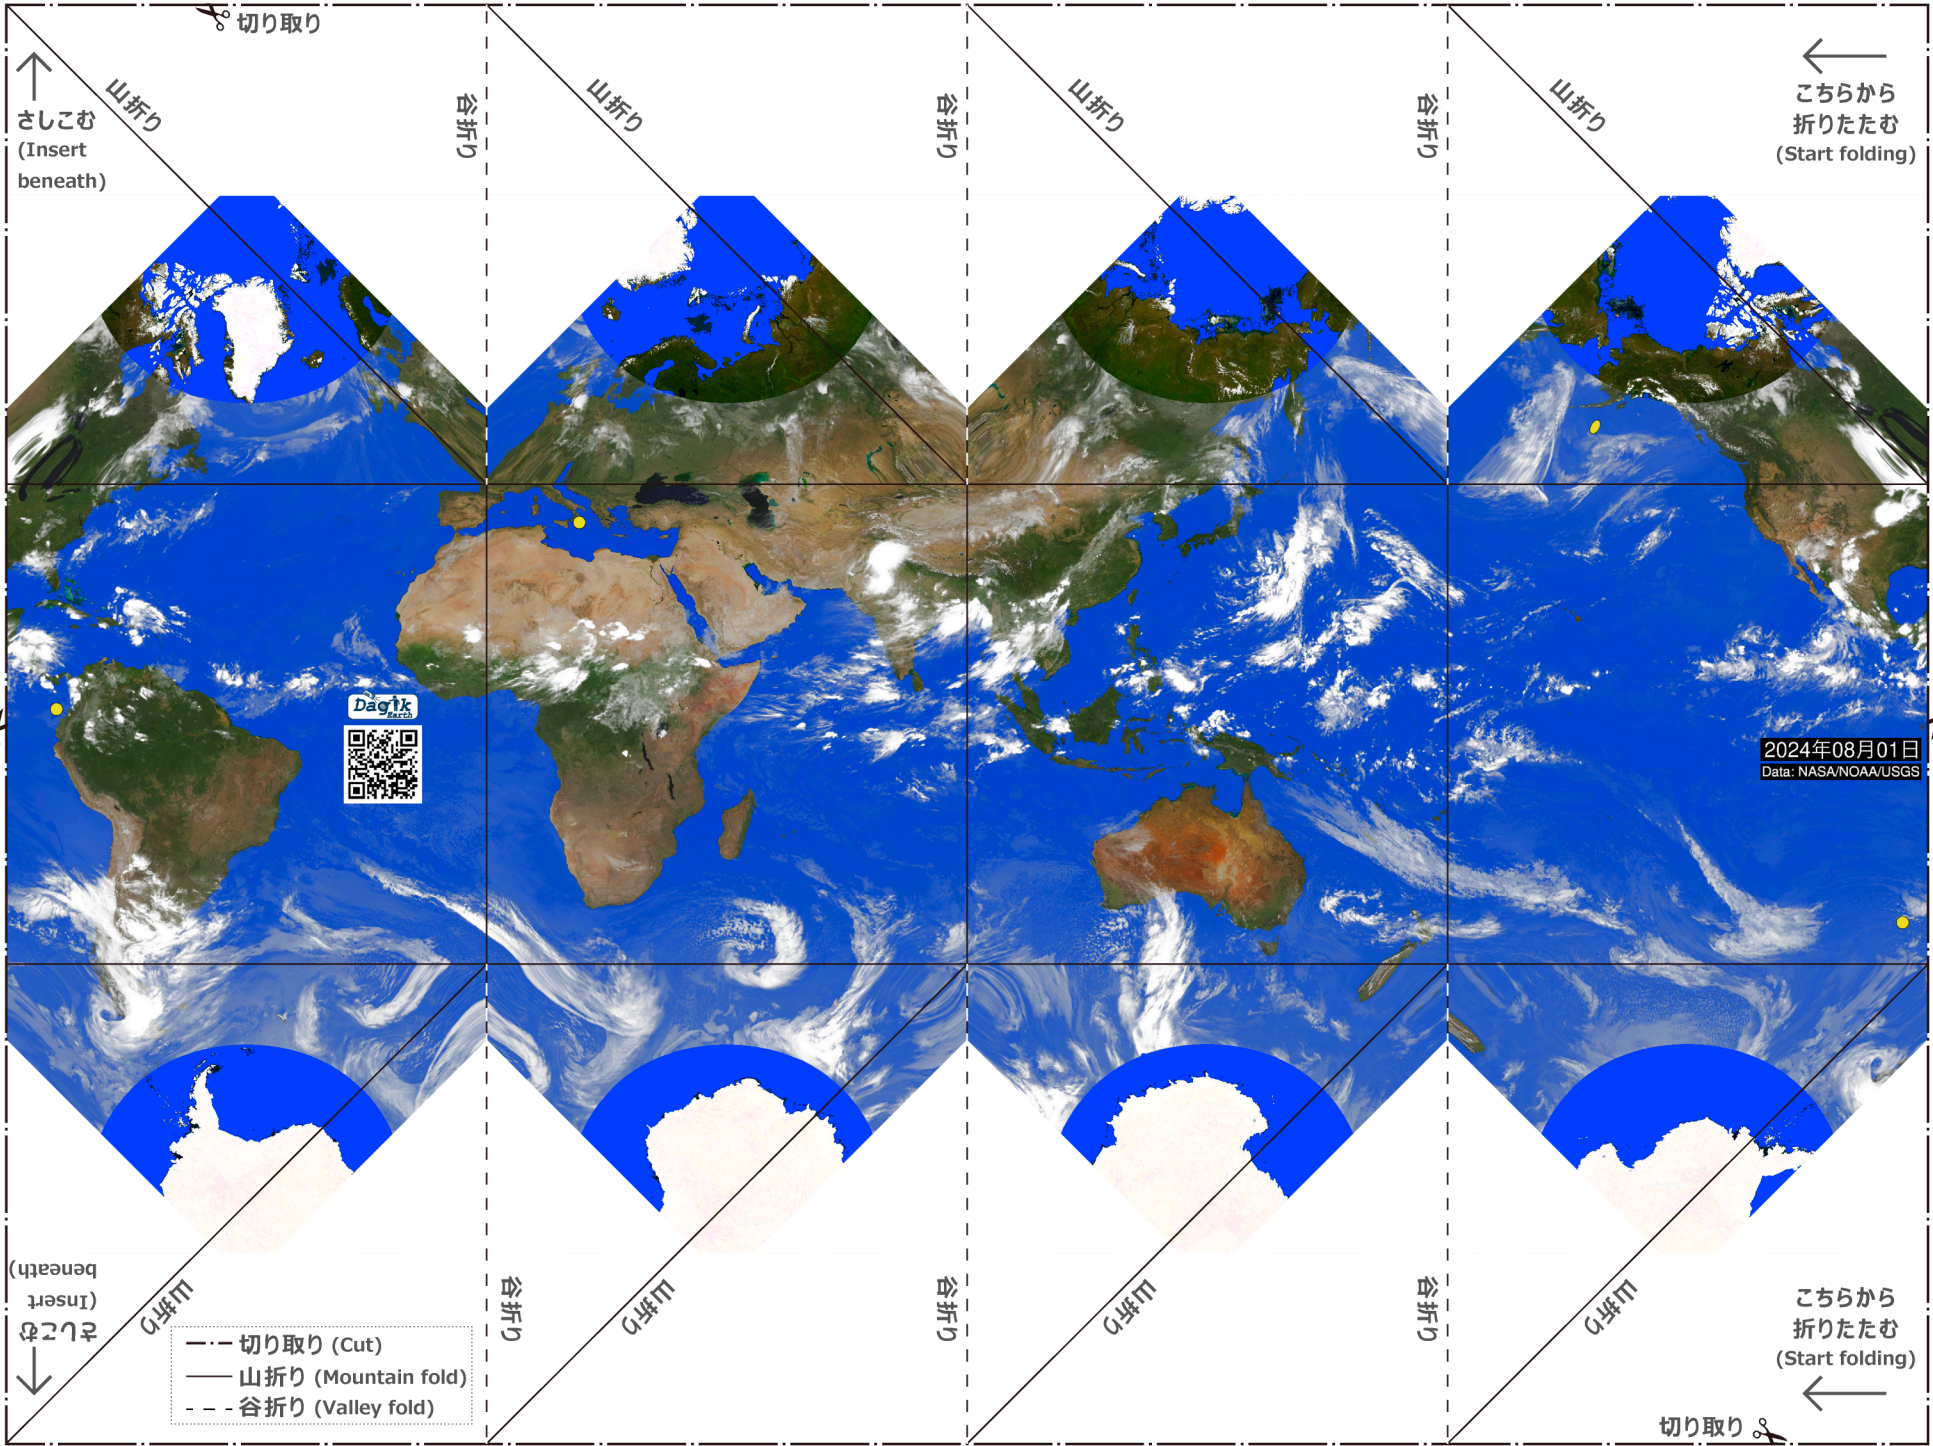 切り取り
山折り
谷折り
山折り
谷折り
山折り
谷折り
山折り
さしこむ
(Insert
beneath)
こちらから
折りたたむ
(Start folding)
Dagik
Earth
2024年08月01日
Data: NASA/NOAA/USGS
さしこむ
(Insert
beneath)
山折り
谷折り
山折り
谷折り
山折り
谷折り
山折り
こちらから
折りたたむ
(Start folding)
切り取り (Cut)
山折り (Mountain fold)
谷折り (Valley fold)
切り取り